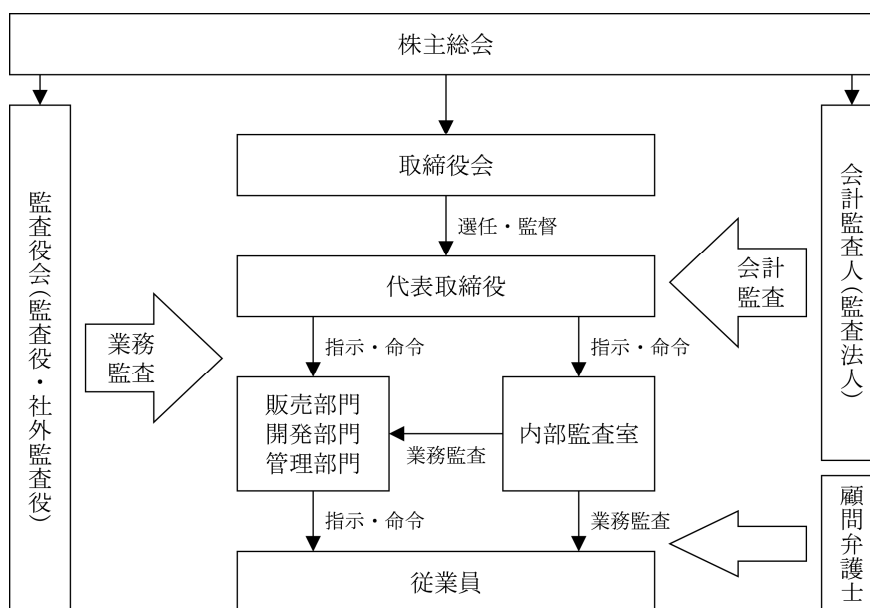 株主総会
監査役会(監査役・社外監査役)
取締役会
選任・監督
代表取締役
会計
監査
会計監査人(監査法人)
業務
監査
指示・命令
指示・命令
販売部門
開発部門
管理部門
業務監査
内部監査室
指示・命令
業務監査
顧問弁護士
従業員